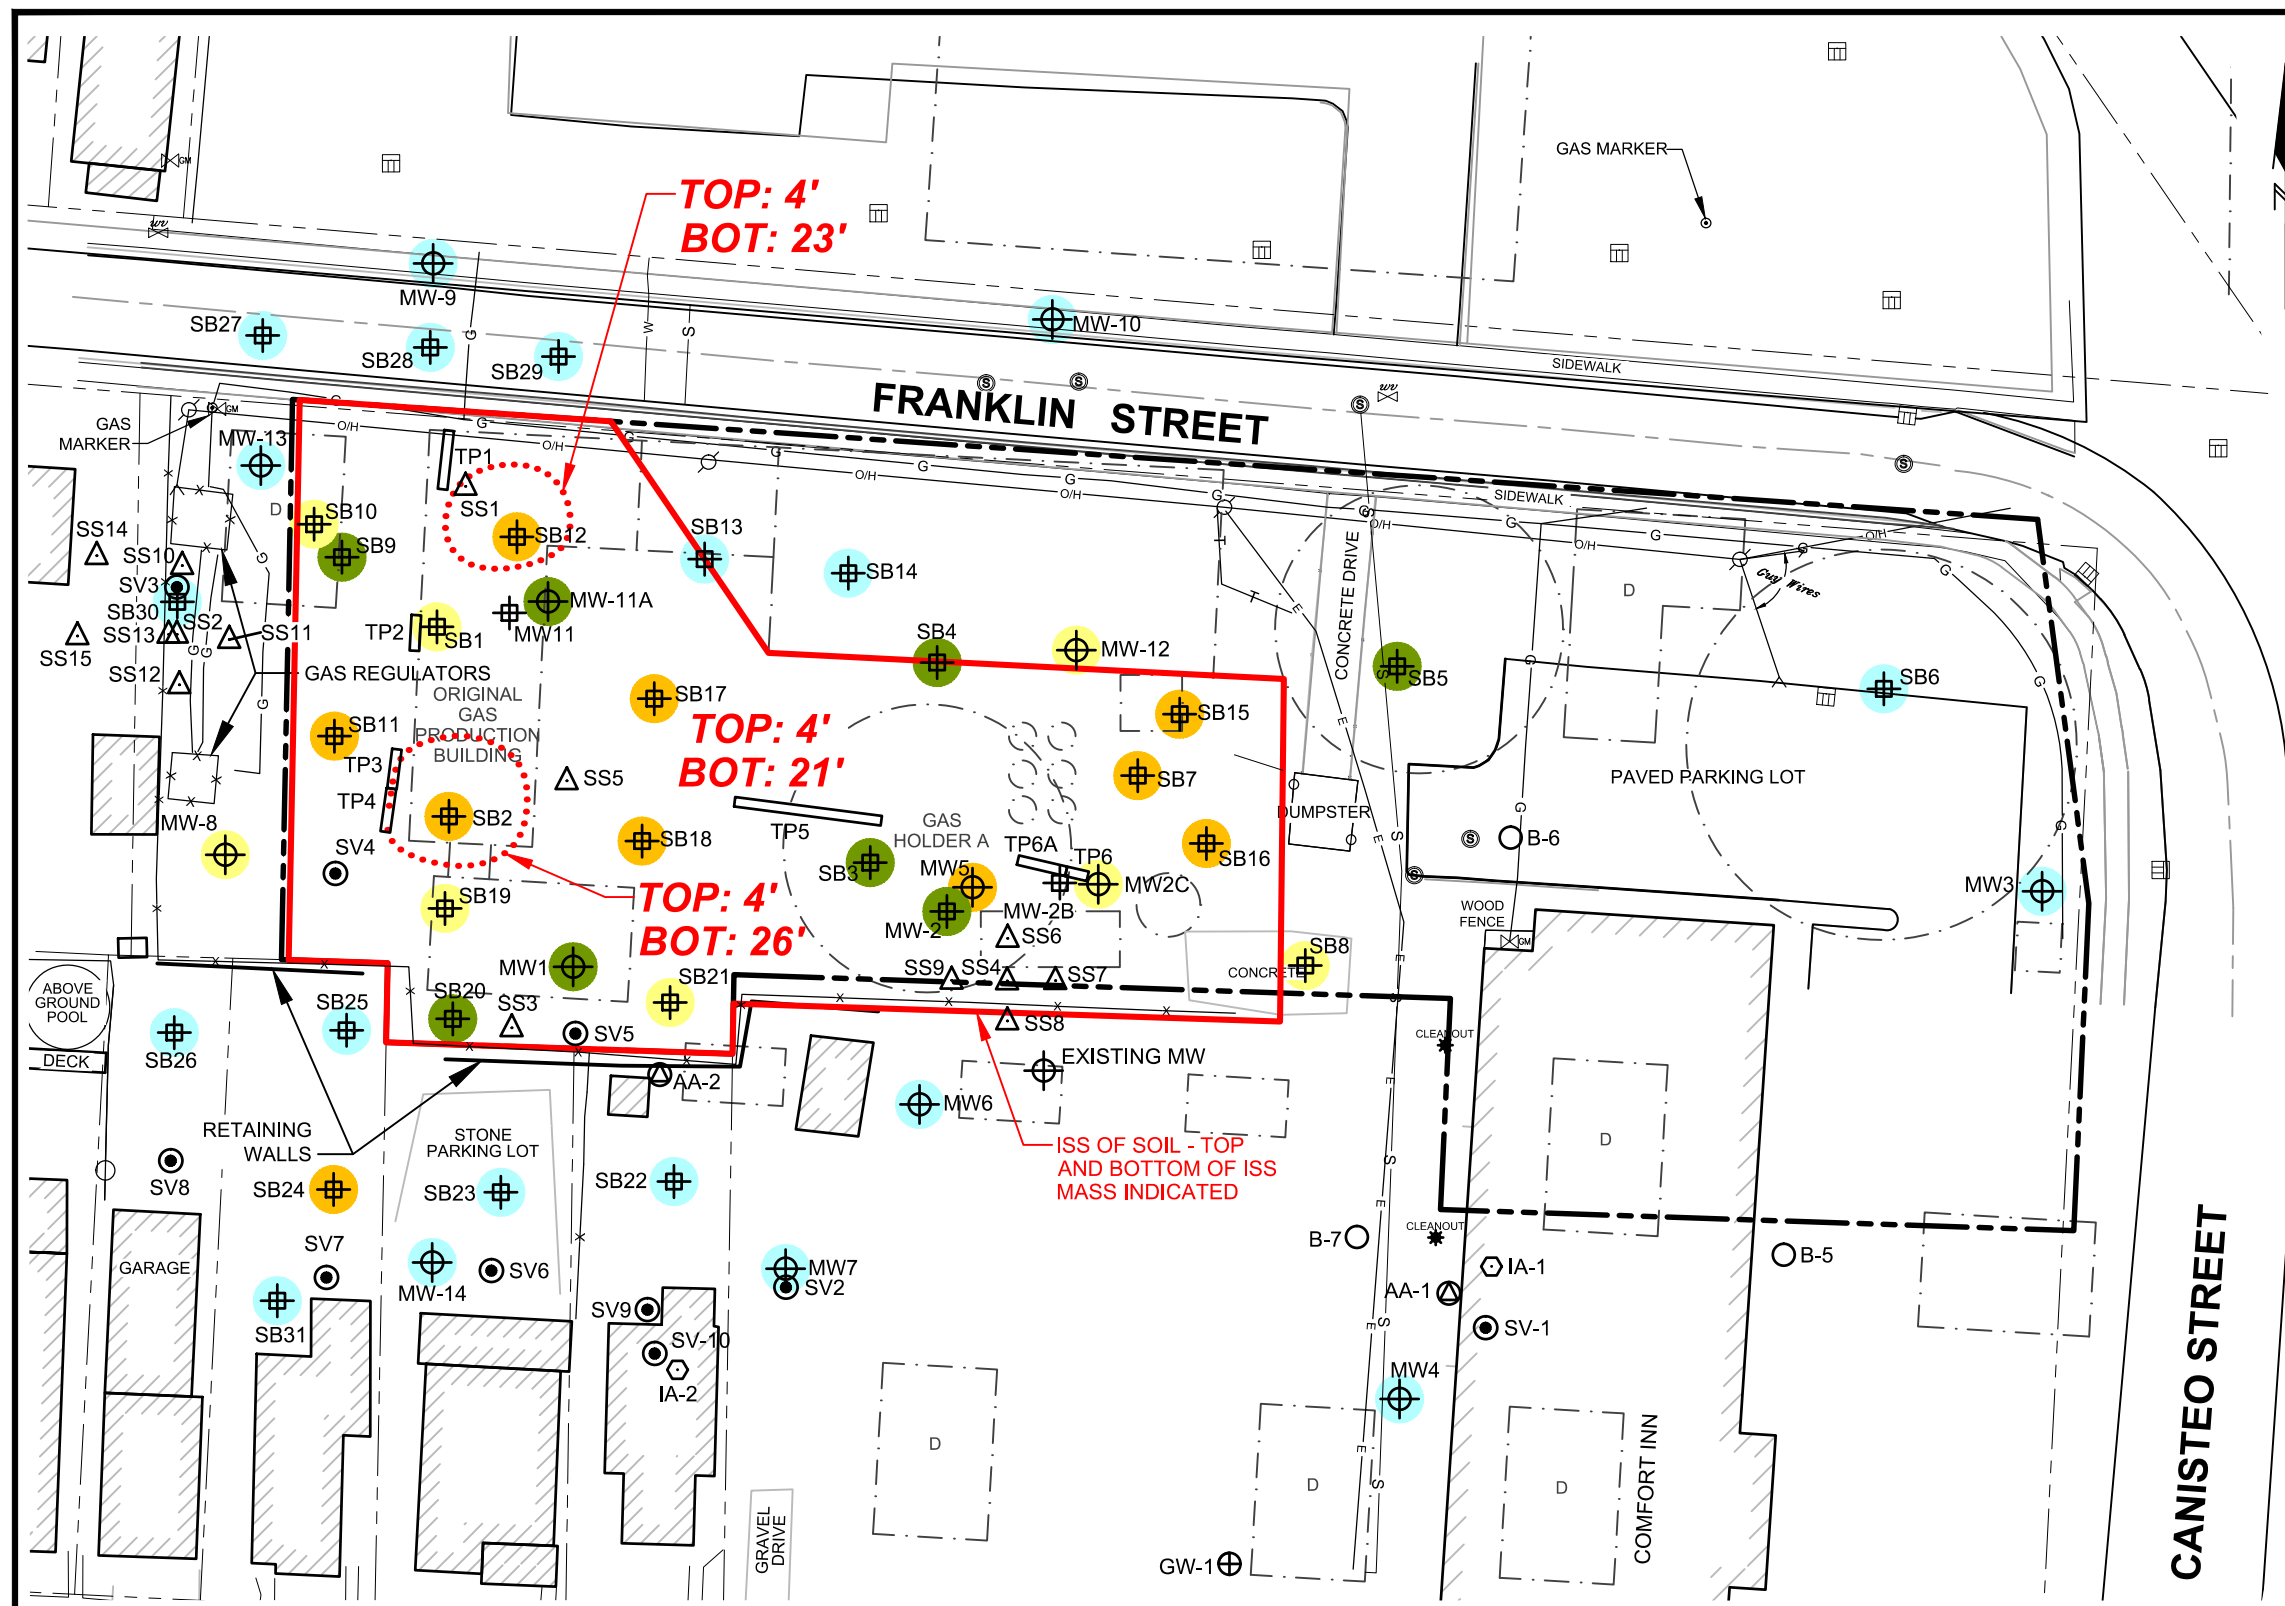 TOP: 4'
BOT: 23'
GAS MARKER
GM
wv
MW-9
SB27
SB28
SB29
W
S
G
MW-10
SIDEWALK
FRANKLIN STREET
S
S
S
wv
GAS
MARKER
GM
MW-13
O/H
G
O/H
G
G
G
G
G
O/H
O/H
O/H
O/H
O/H
SIDEWALK
S
TP1
SS1
SB10
D
SB9
SB12
SB13
SB14
SS14
SS10
SV3
SB30
SS2
SS13
SS11
SS15
SS12
TP2
SB1
MW11
MW-11A
SB4
MW-12
CONCRETE DRIVE
SB5
D
Guy Wires
SB6
GAS REGULATORS
ORIGINAL
GAS
PRODUCTION
BUILDING
SB17
SB11
TP3
TP4
SB2
SS5
TOP: 4'
BOT: 21'
SB15
SB7
PAVED PARKING LOT
DUMPSTER
MW-8
SV4
SB18
TP5
GAS
HOLDER A
SB3
MW5
TP6A
TP6
MW2C
SB16
B-6
MW3
SB19
TOP: 4'
BOT: 26'
MW-2
MW-2B
SS6
WOOD
FENCE
GM
MW1
SB21
SS9
SS4
SS7
CONCRETE
SB8
ABOVE
GROUND
POOL
DECK
SB26
SB25
SB20
SS3
SV5
SS8
CLEANOUT
AA-2
EXISTING MW
MW6
RETAINING
WALLS
STONE
PARKING LOT
ISS OF SOIL - TOP
AND BOTTOM OF ISS
MASS INDICATED
D
SV8
SB24
SB23
SB22
B-7
CLEANOUT
B-5
GARAGE
SV7
MW-14
SV6
MW7
SV2
IA-1
AA-1
SB31
SV9
SV-10
IA-2
SV-1
MW4
D
D
D
GRAVEL
DRIVE
GW-1
COMFORT INN
CANISTEO STREET